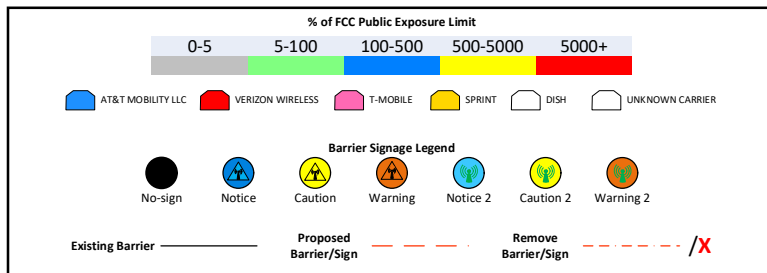 % of FCC Public Exposure Limit
0-5 5-100 100-500 500-5000 5000+
AT&T MOBILITY LLC VERIZON WIRELESS T-MOBILE SPRINT DISH UNKNOWN CARRIER
Barrier Signage Legend
No-sign Notice Caution Warning Notice 2 Caution 2 Warning 2
Existing Barrier Proposed Barrier/Sign Remove Barrier/Sign /X